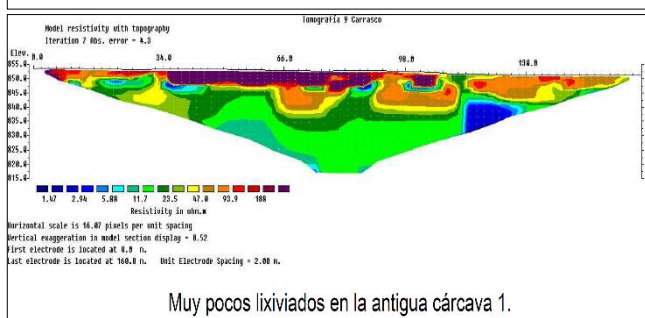 Tomografía 9 Carrasco
Model resistivity with topography
Iteration 7 Abs. error = 4.3
Elev. 0.0 34.0 66.0 98.0 130.0
855.0
850.0
845.0
840.0
835.0
830.0
825.0
820.0
815.0
1.47 2.94 5.88 11.7 23.5 47.0 93.9 188
Resistivity in ohm.m
Horizontal scale is 16.07 pixels per unit spacing
Vertical exaggeration in model section display = 0.52
First electrode is located at 0.0 m.
Last electrode is located at 160.0 m. Unit Electrode Spacing = 2.00 m.
Muy pocos lixiviados en la antigua cárcava 1.